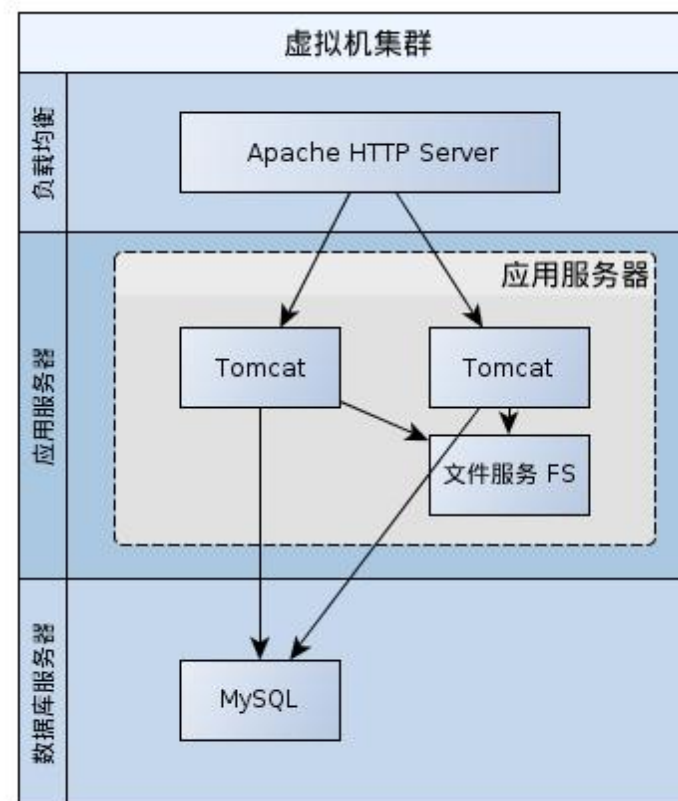 虚拟机集群
负载均衡
Apache HTTP Server
应用服务器
应用服务器
Tomcat
Tomcat
文件服务 FS
数据库服务器
MySQL